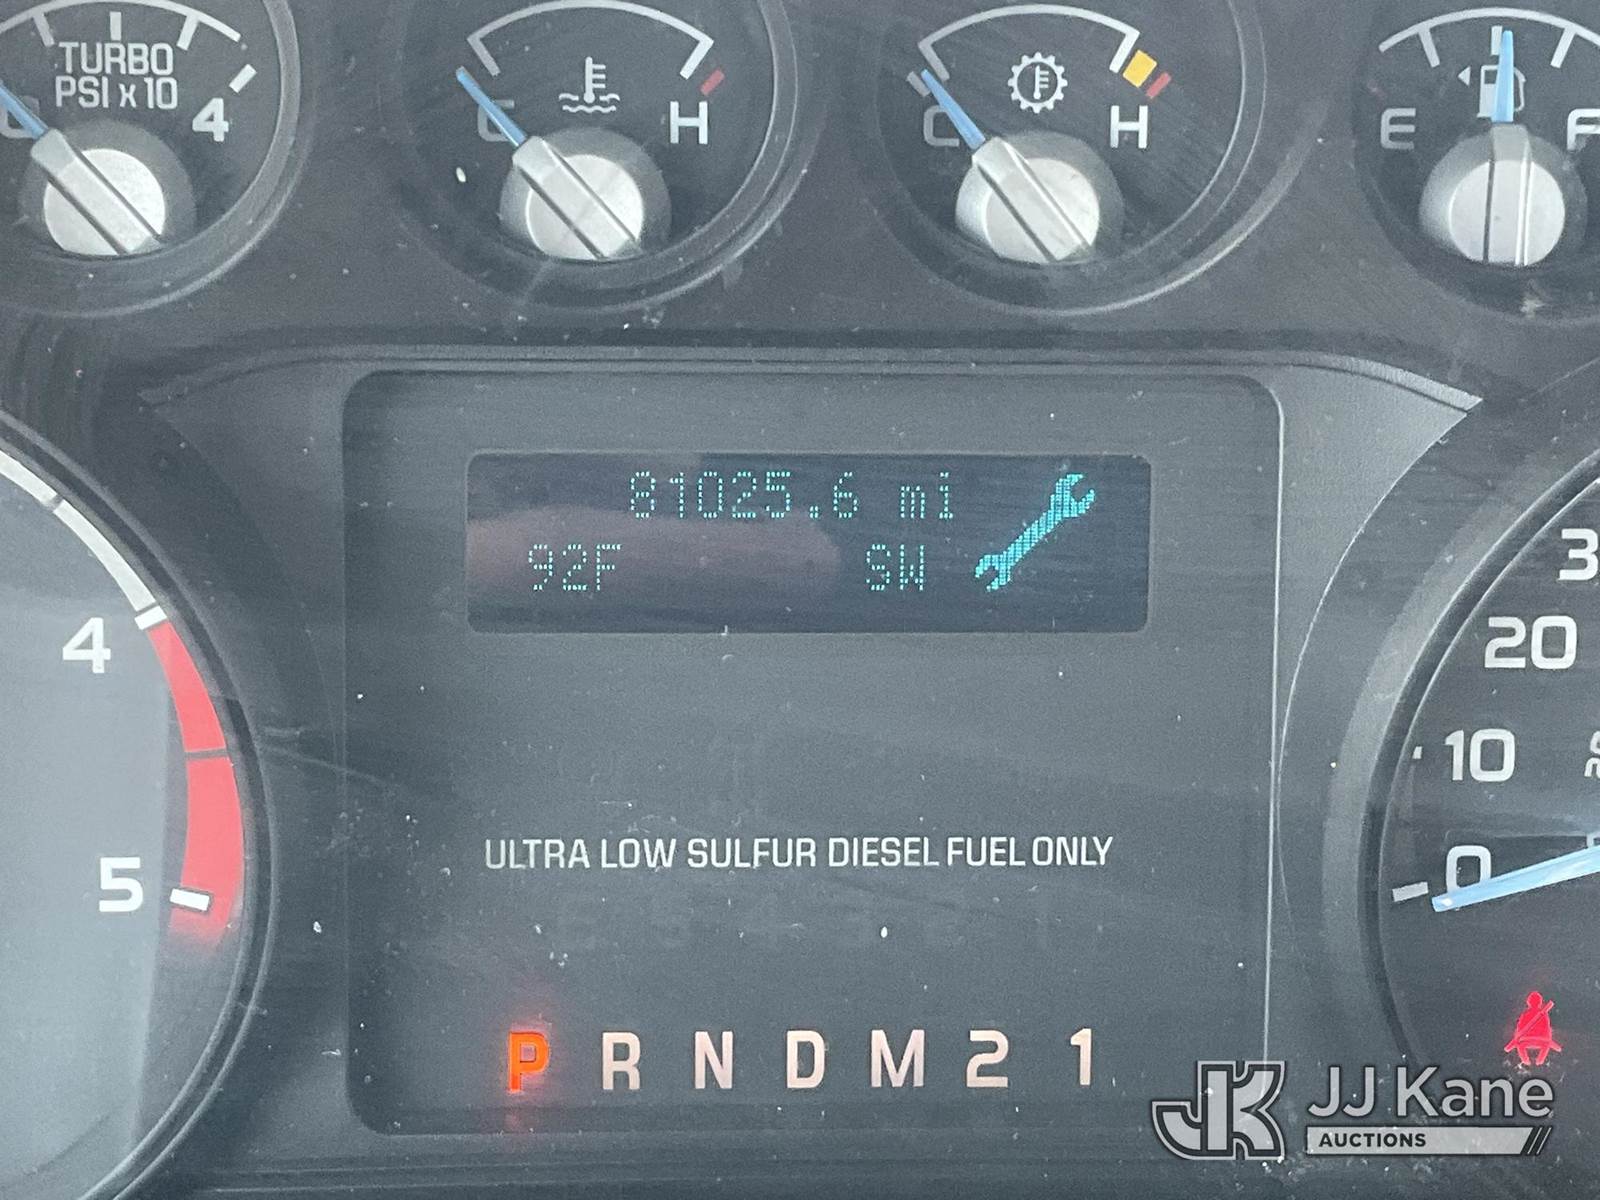 TURBO
PSI x 10
4
C
H
C
H
E
F
81025.6 mi
92F
SW
4
5
30
20
10
0
ULTRA LOW SULFUR DIESEL FUEL ONLY
P R N D M 2 1
JK
JJ Kane
AUCTIONS